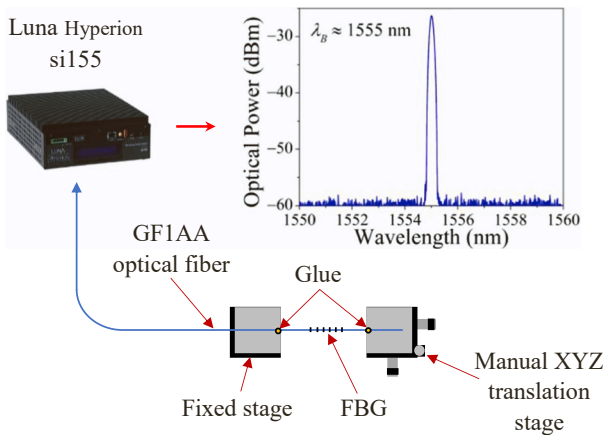 Luna Hyperion
si155
λB ≈ 1555 nm
Optical Power (dBm)
−30
−40
−50
−60
1550
1552
1554
1556
1558
1560
Wavelength (nm)
GF1AA
optical fiber
Glue
Fixed stage
FBG
Manual XYZ
translation
stage